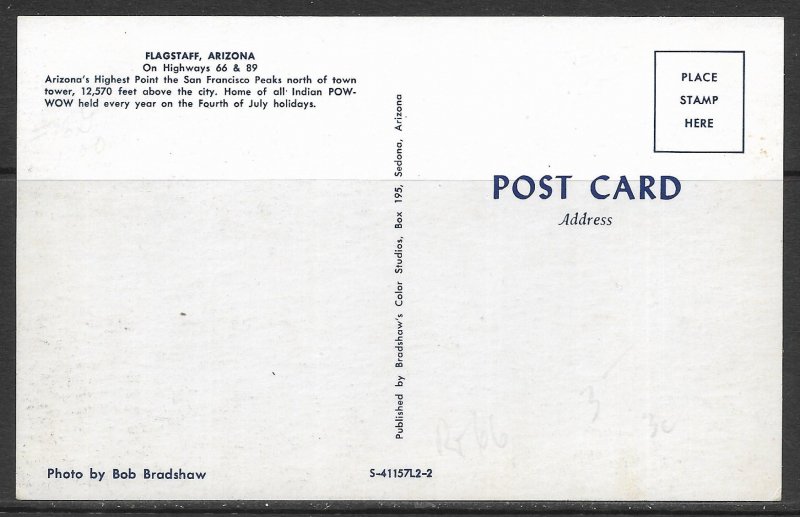 FLAGSTAFF, ARIZONA
On Highways 66 & 89
Arizona's Highest Point the San Francisco Peaks north of town
tower, 12,570 feet above the city. Home of all Indian POW-
WOW held every year on the Fourth of July holidays.
PLACE
STAMP
HERE
POST CARD
Address
Published by Bradshaw's Color Studios, Box 195, Sedona, Arizona
Rt 66
3
Photo by Bob Bradshaw
S-41157L2-2